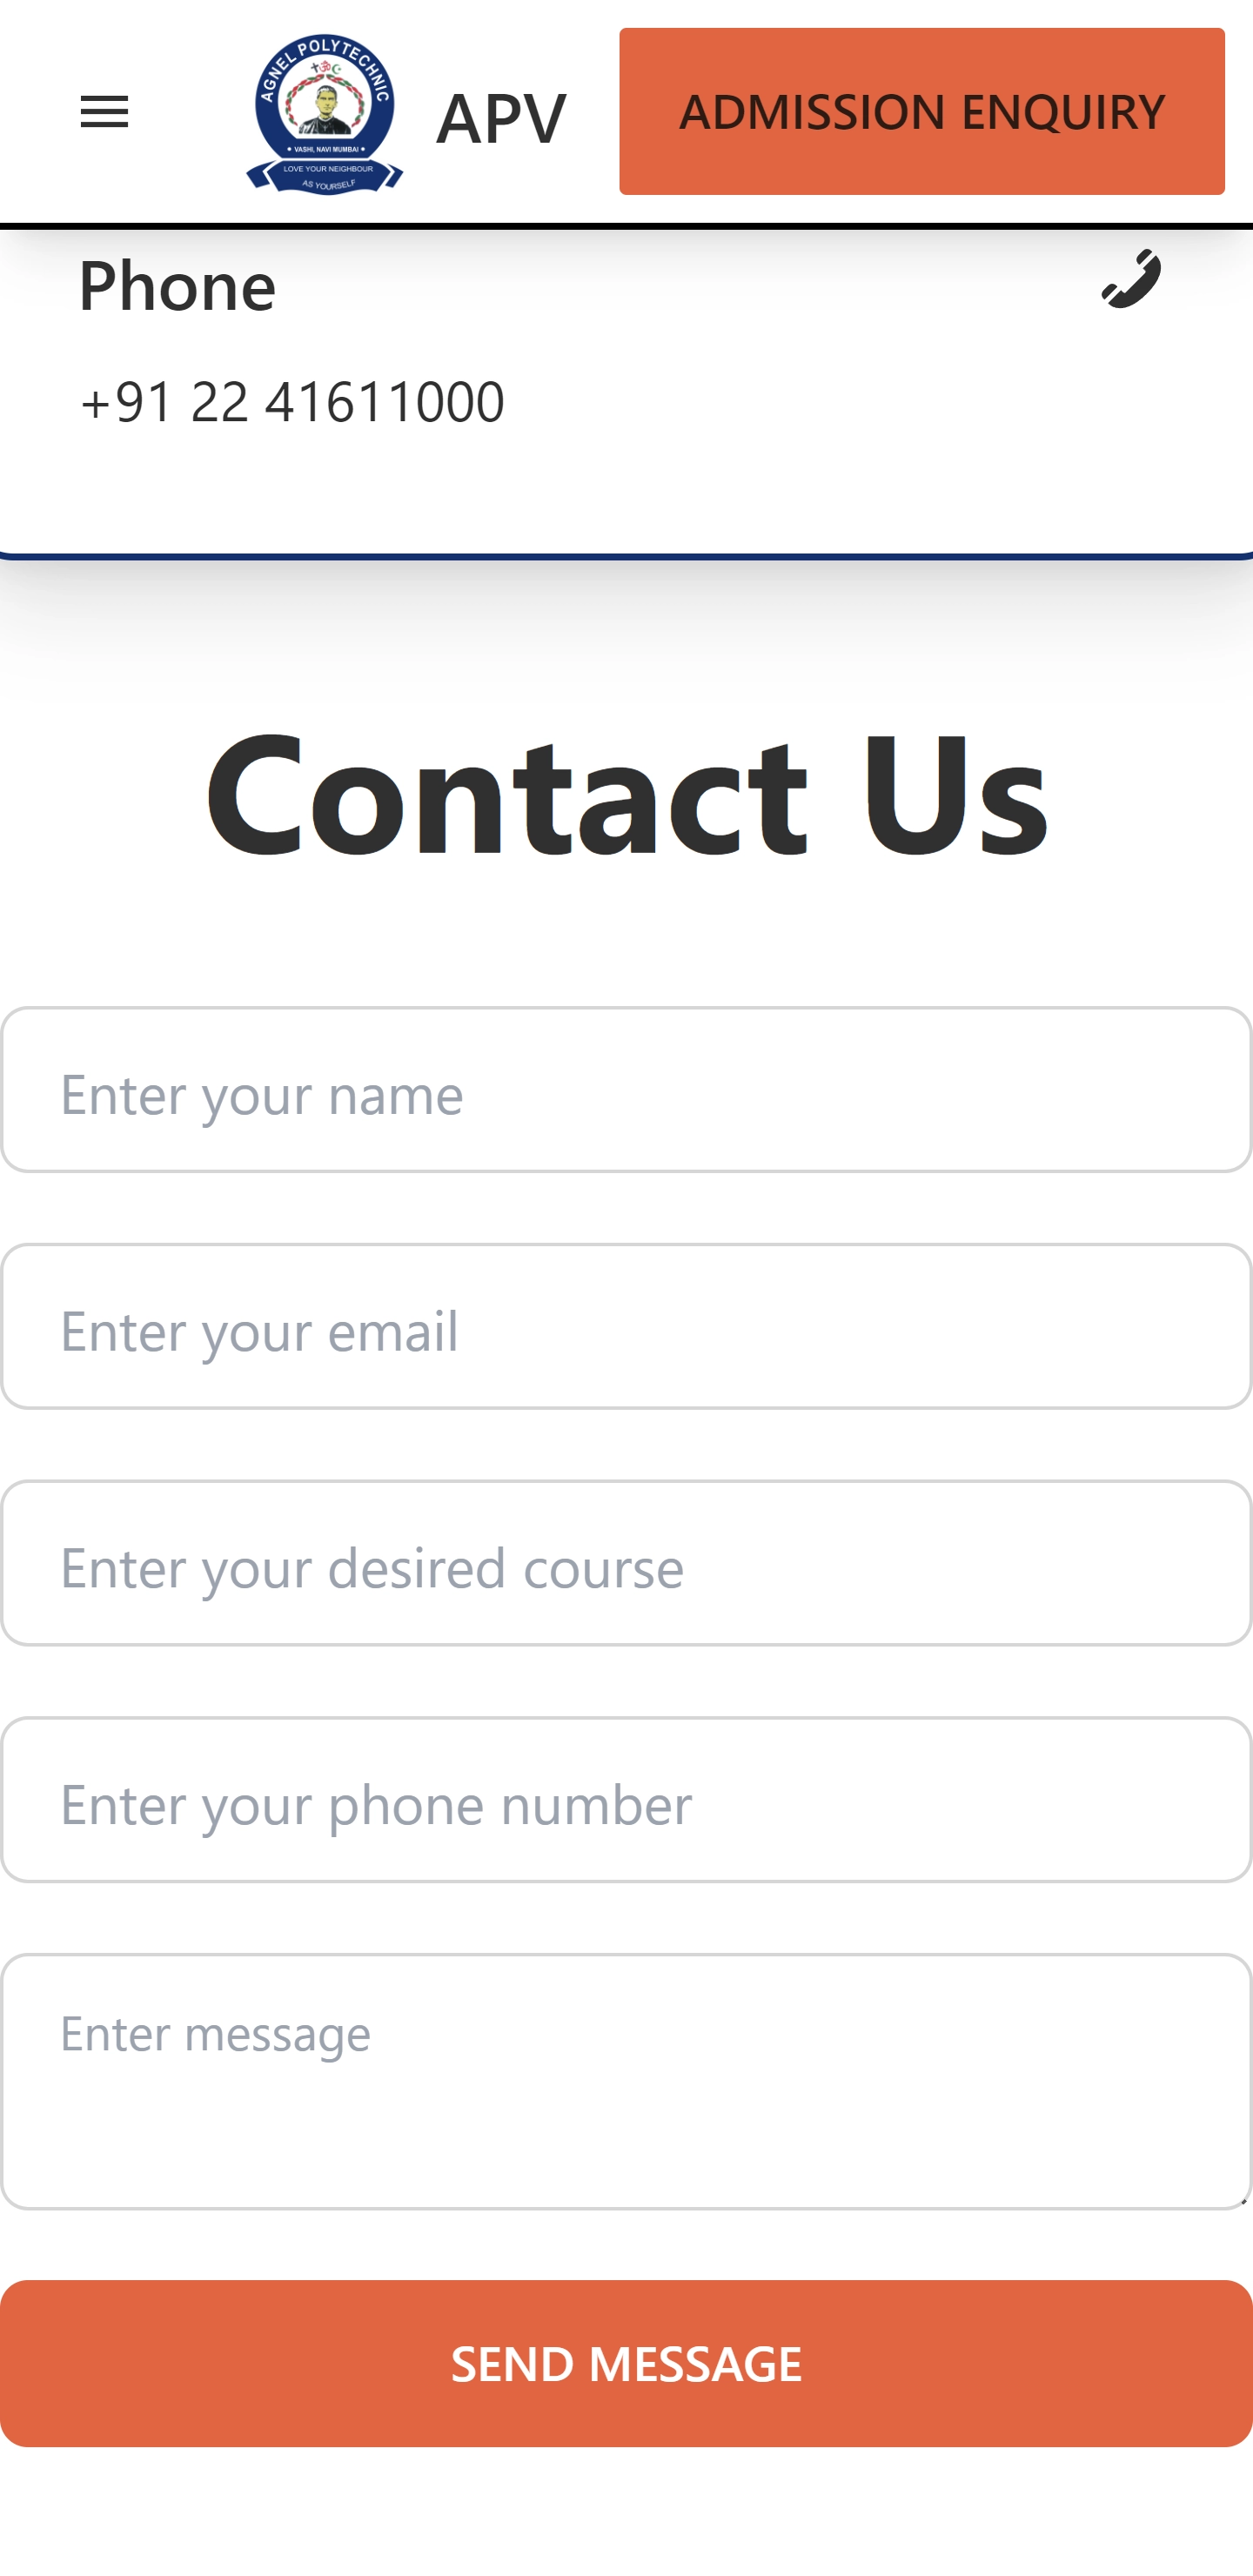 AGNEL POLYTECHNIC
• VASHI, NAVI MUMBAI •
LOVE YOUR NEIGHBOUR
AS YOURSELF
APV
ADMISSION ENQUIRY
Phone
+91 22 41611000
Contact Us
Enter your name
Enter your email
Enter your desired course
Enter your phone number
Enter message
SEND MESSAGE